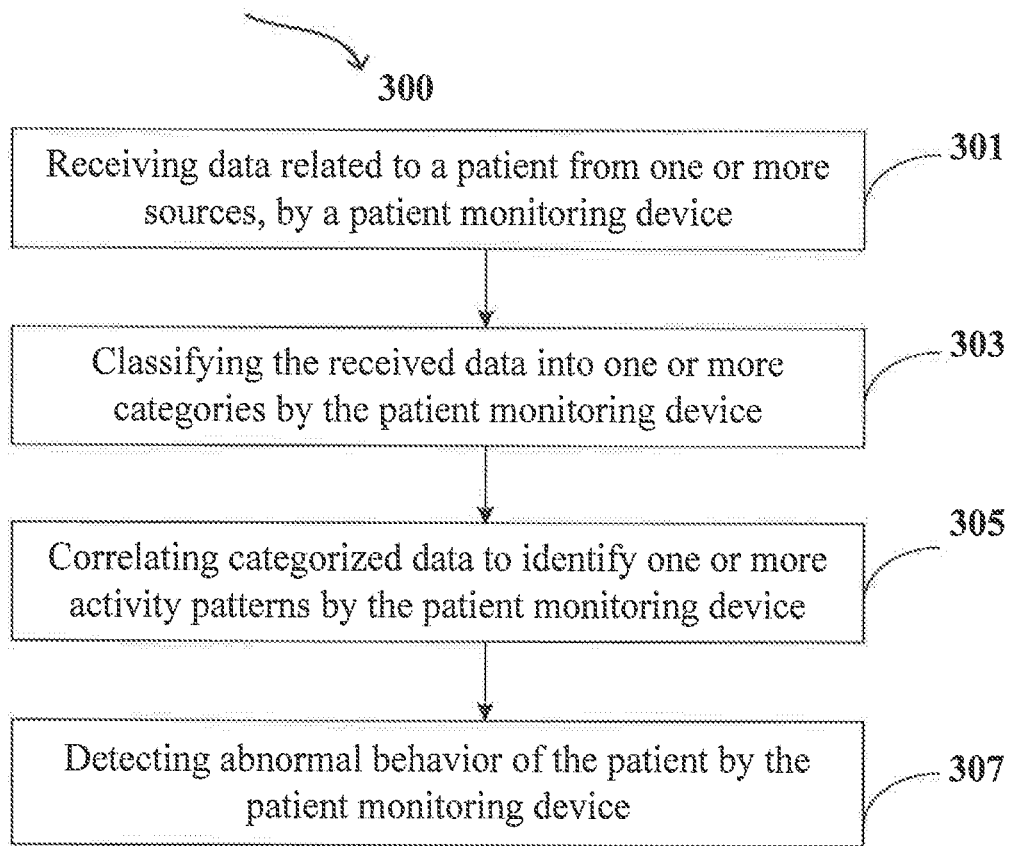 300
Receiving data related to a patient from one or more
sources, by a patient monitoring device
301
Classifying the received data into one or more
categories by the patient monitoring device
303
Correlating categorized data to identify one or more
activity patterns by the patient monitoring device
305
Detecting abnormal behavior of the patient by the
patient monitoring device
307